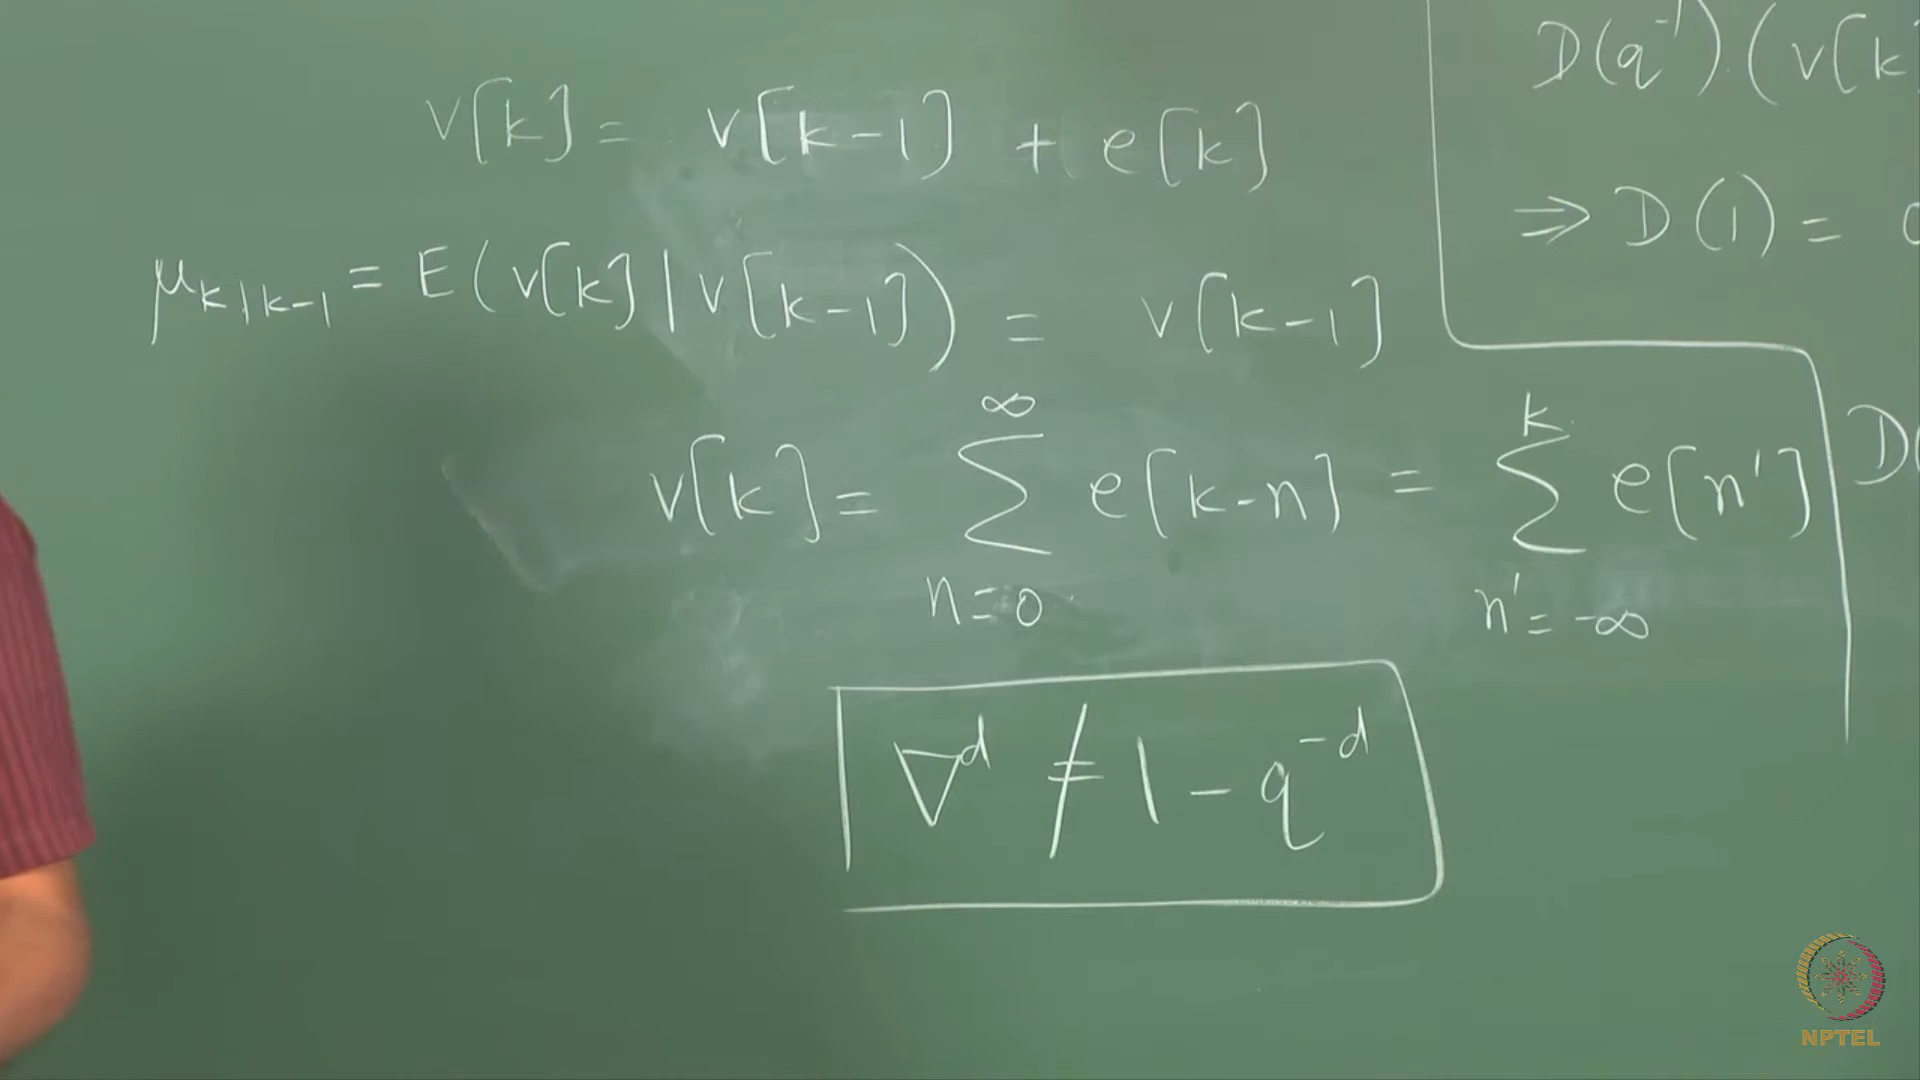 v[k] = v[k-1] + e[k]
μ_{k|k-1} = E(v[k] | v[k-1]) = v[k-1]
v[k] = ∑_{n=0}^{∞} e[k-n] = ∑_{n'=-∞}^{k} e[n']
∇^d ≠ 1 - q^{-d}
D(q^{-1}) (v[k
⇒ D(1) =
D(
NPTEL